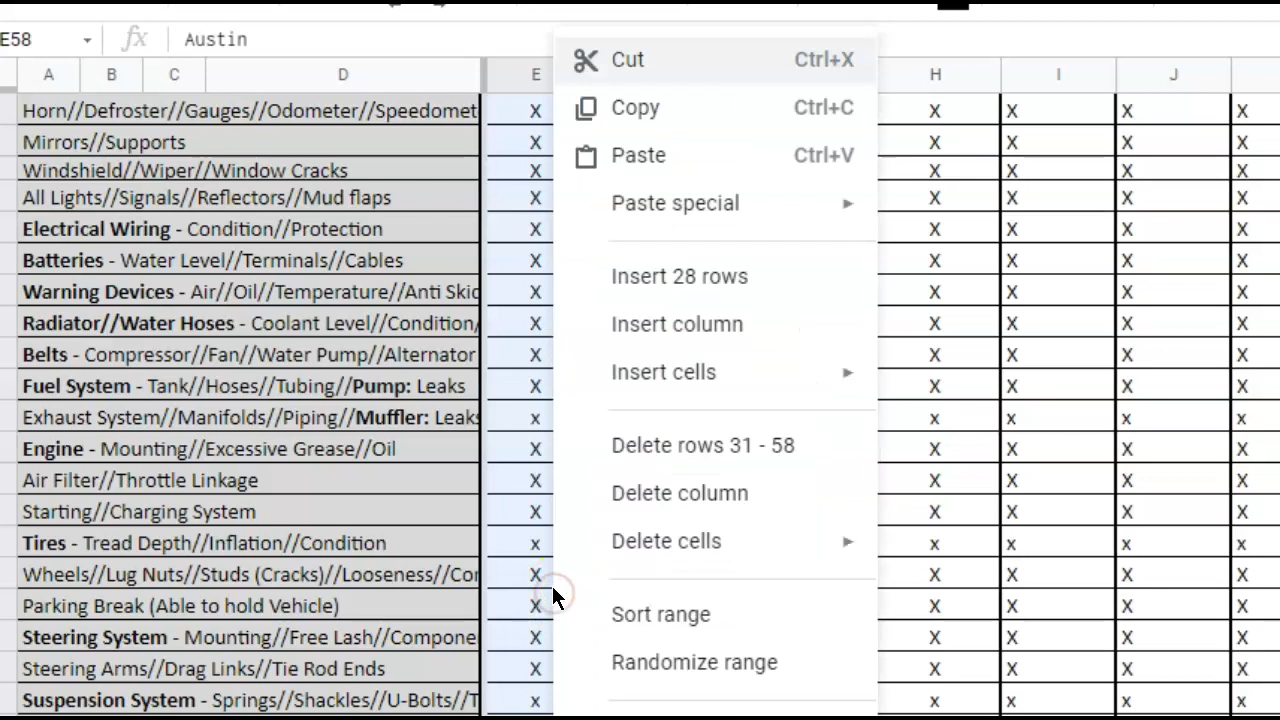 E58 fx Austin
A B C D E H I J
Horn//Defroster//Gauges//Odometer//Speedomet X X X X X
Mirrors//Supports X X X X X
Windshield//Wiper//Window Cracks X X X X X
All Lights//Signals//Reflectors//Mud flaps X X X X X
Electrical Wiring - Condition//Protection X X X X X
Batteries - Water Level//Terminals//Cables X X X X X
Warning Devices - Air//Oil//Temperature//Anti Skid X X X X X
Radiator//Water Hoses - Coolant Level//Condition/ X X X X X
Belts - Compressor//Fan//Water Pump//Alternator X X X X X
Fuel System - Tank//Hoses//Tubing//Pump: Leaks X X X X X
Exhaust System//Manifolds//Piping//Muffler: Leaks x x x x x
Engine - Mounting//Excessive Grease//Oil X X X X X
Air Filter//Throttle Linkage X X X X X
Starting//Charging System X X X X X
Tires - Tread Depth//Inflation//Condition x x x x x
Wheels//Lug Nuts//Studs (Cracks)//Looseness//Con X X X X X
Parking Break (Able to hold Vehicle) X X X X X
Steering System - Mounting//Free Lash//Compone X X X X X
Steering Arms//Drag Links//Tie Rod Ends X X X X X
Suspension System - Springs//Shackles//U-Bolts//T x x x x x
Cut Ctrl+X
Copy Ctrl+C
Paste Ctrl+V
Paste special
Insert 28 rows
Insert column
Insert cells
Delete rows 31 - 58
Delete column
Delete cells
Sort range
Randomize range